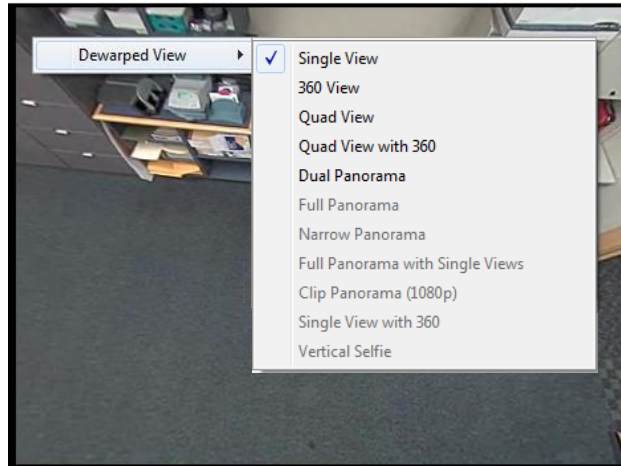 Dewarped View
Single View
360 View
Quad View
Quad View with 360
Dual Panorama
Full Panorama
Narrow Panorama
Full Panorama with Single Views
Clip Panorama (1080p)
Single View with 360
Vertical Selfie